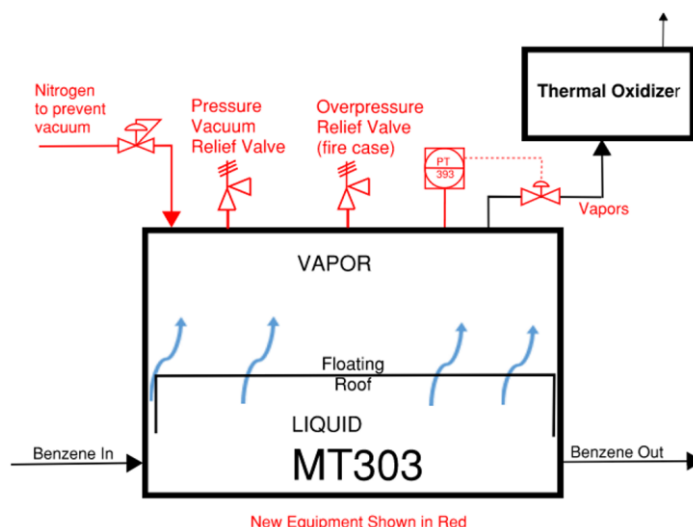 Nitrogen
to prevent
vacuum
Pressure
Vacuum
Relief Valve
Overpressure
Relief Valve
(fire case)
PT
393
Thermal Oxidizer
Vapors
VAPOR
Floating
Roof
LIQUID
Benzene In
MT303
Benzene Out
New Equipment Shown in Red